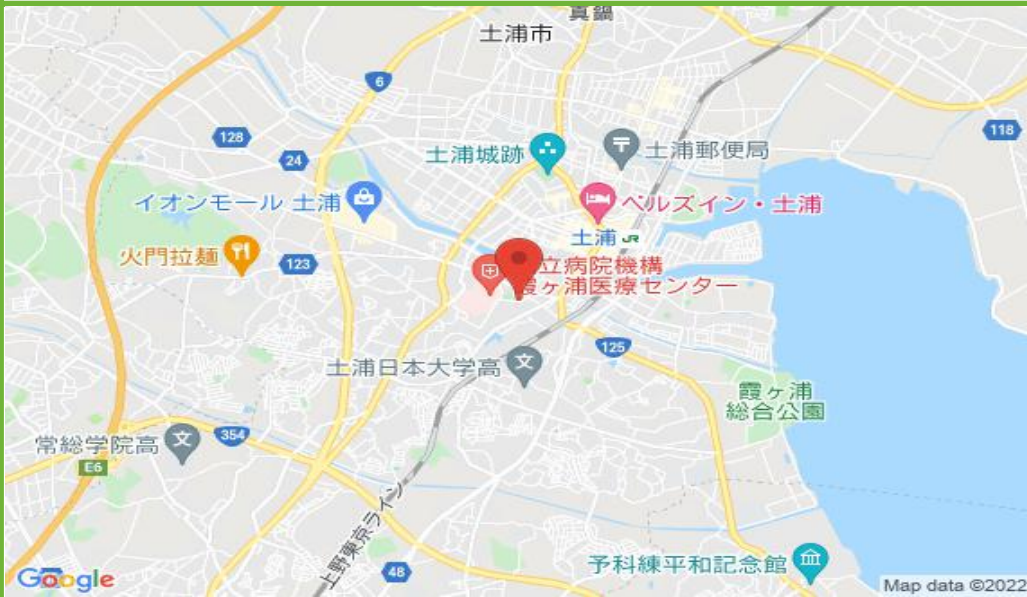 真鍋
土浦市
6
118
128
24
土浦城跡
土浦郵便局
イオンモール 土浦
ベルズイン・土浦
土浦 JR
火門拉麺
123
立病院機構
霞ヶ浦医療センター
125
土浦日本大学高
霞ヶ浦
総合公園
常総学院高
354
E6
上野東京ライン
48
予科練平和記念館
Google
Map data ©2022